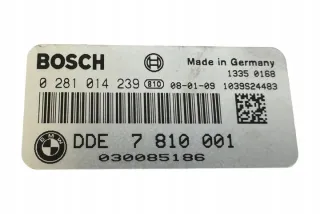 BOSCH Made in Germany
1335 0168
0 281 014 239 810 08-01-09 1039S24483
BMW DDE 7 810 001
030085186